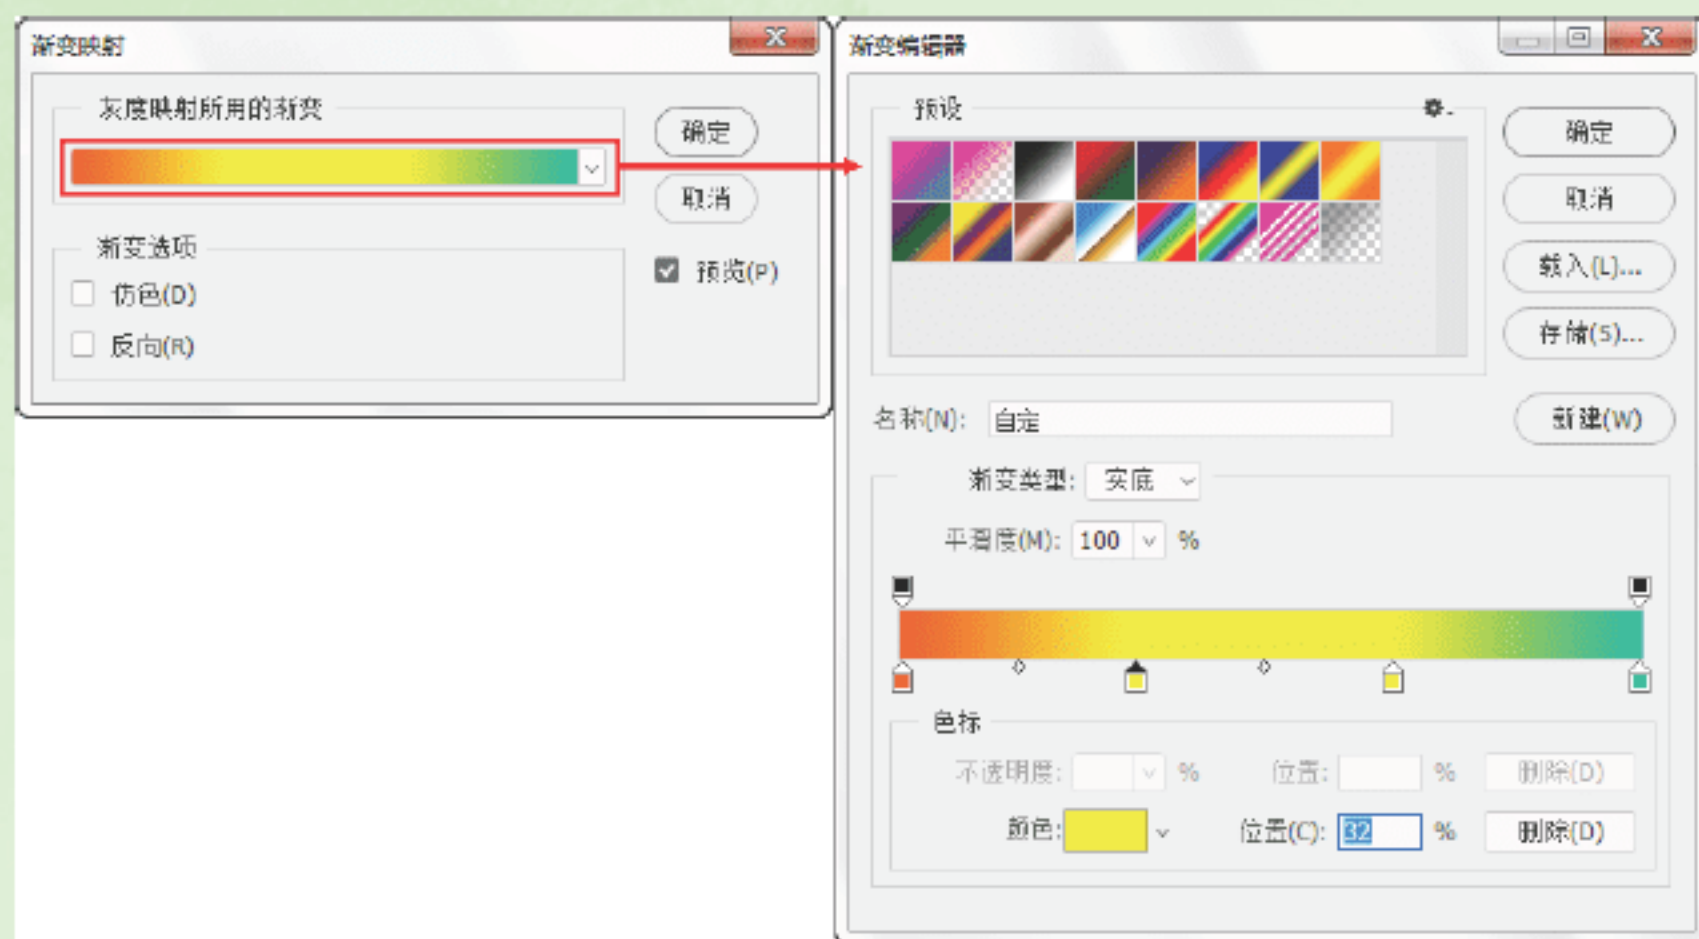 渐变映射
灰度映射所用的渐变
确定
取消
预览(P)
渐变选项
仿色(D)
反向(R)
渐变编辑器
预设
确定
取消
载入(L)...
存储(S)...
名称(N): 自定
新建(W)
渐变类型: 实底
平滑度(M): 100 %
色标
不透明度: % 位置: % 删除(D)
颜色: 位置(C): 32 % 删除(D)